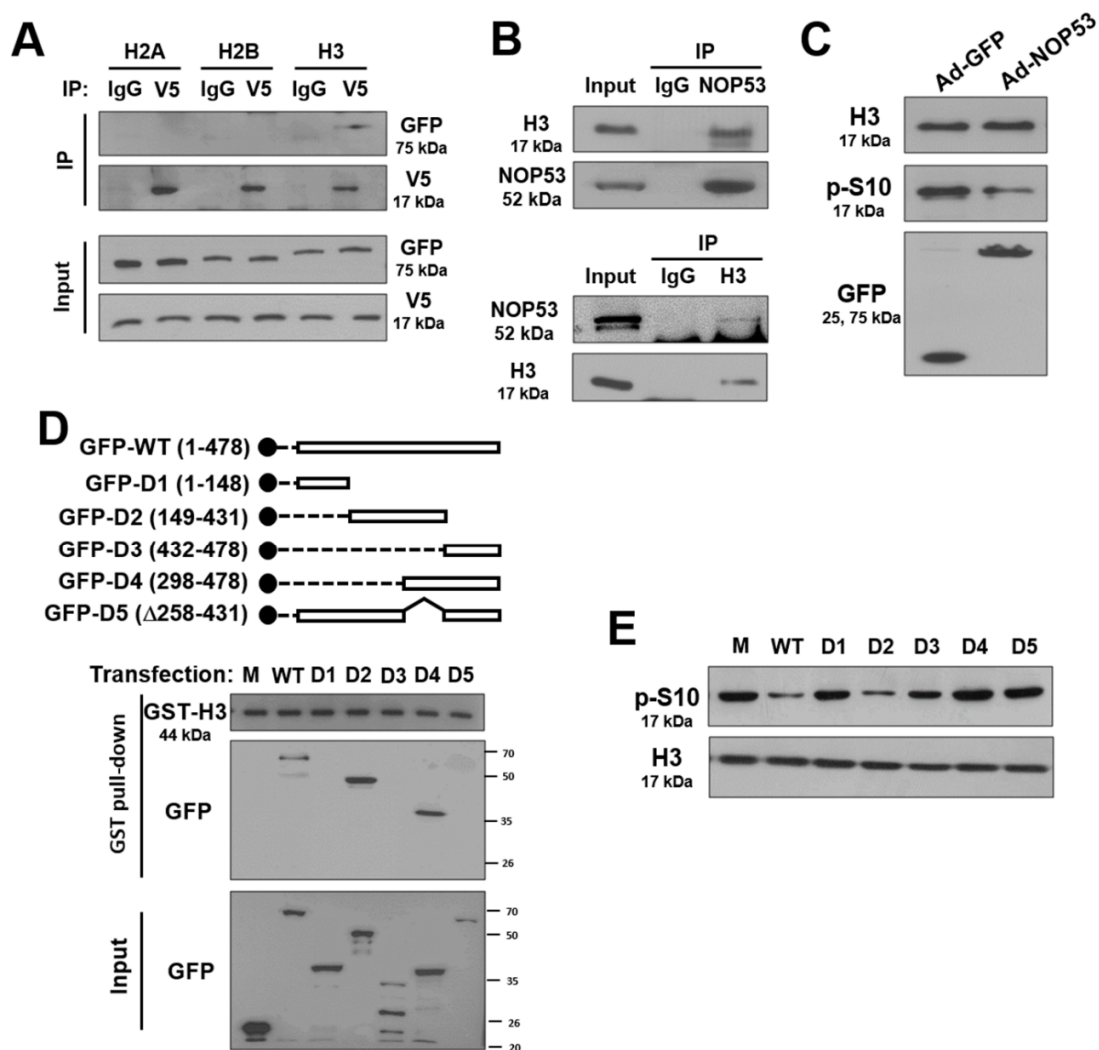 A
H2A H2B H3
IP: IgG V5 IgG V5 IgG V5
IP
GFP
75 kDa
V5
17 kDa
Input
GFP
75 kDa
V5
17 kDa
B
IP
Input IgG NOP53
H3
17 kDa
NOP53
52 kDa
IP
Input IgG H3
NOP53
52 kDa
H3
17 kDa
C
Ad-GFP
Ad-NOP53
H3
17 kDa
p-S10
17 kDa
GFP
25, 75 kDa
D
GFP-WT (1-478)
GFP-D1 (1-148)
GFP-D2 (149-431)
GFP-D3 (432-478)
GFP-D4 (298-478)
GFP-D5 (Δ258-431)
Transfection: M WT D1 D2 D3 D4 D5
GST pull-down
GST-H3
44 kDa
GFP
70
50
35
26
Input
GFP
70
50
35
26
20
E
M WT D1 D2 D3 D4 D5
p-S10
17 kDa
H3
17 kDa